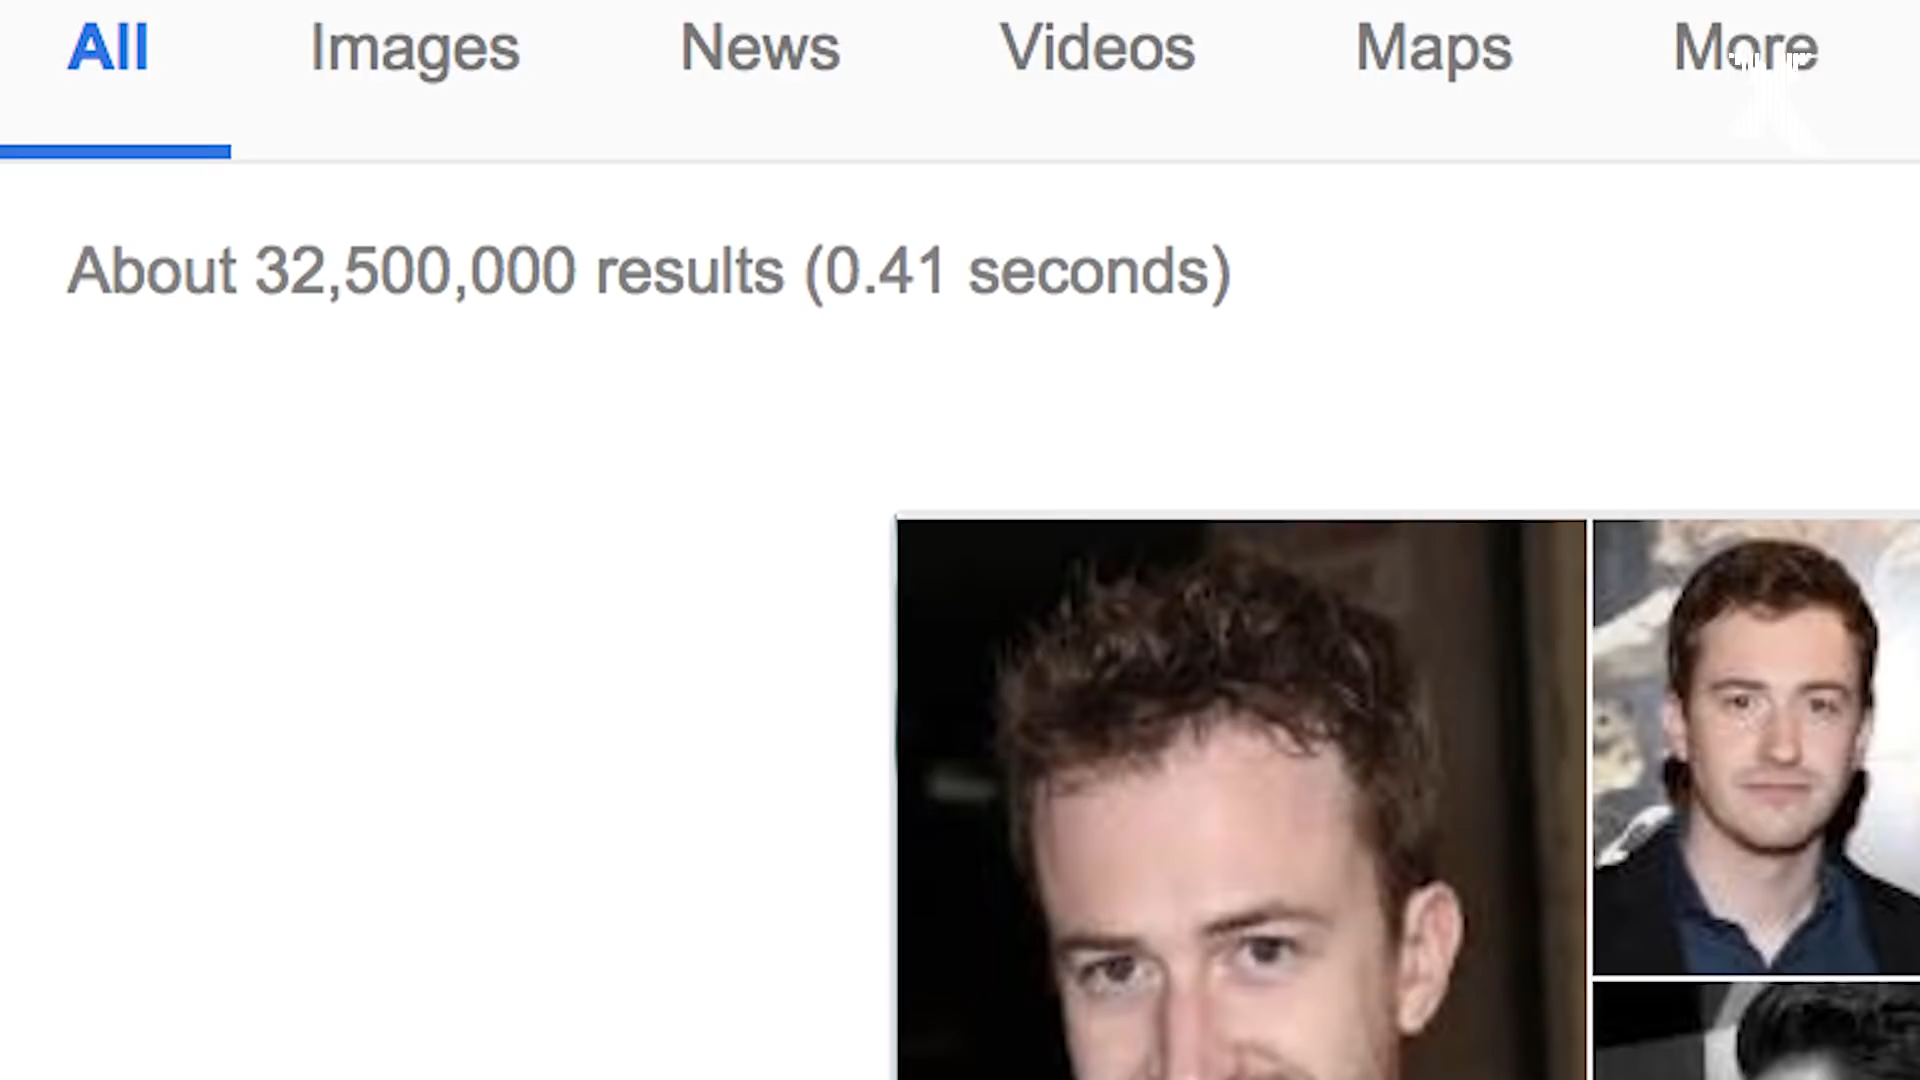 All Images News Videos Maps More
About 32,500,000 results (0.41 seconds)